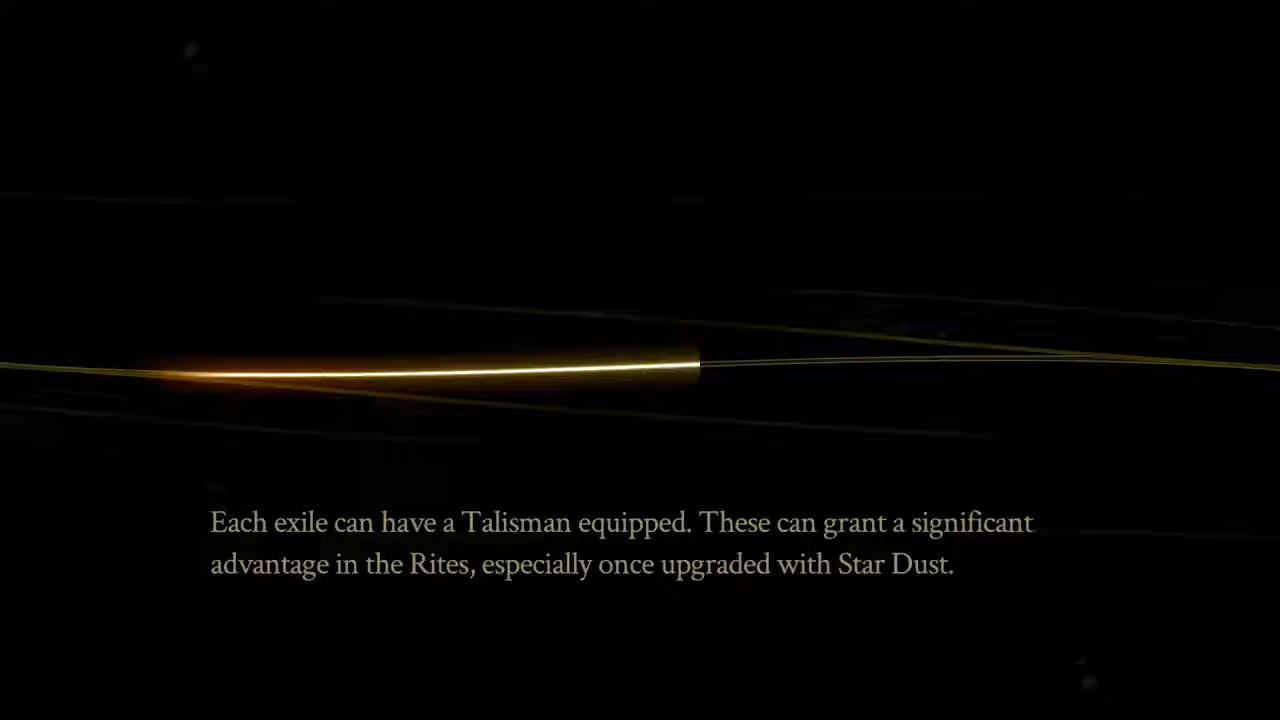 Each exile can have a Talisman equipped. These can grant a significant
advantage in the Rites, especially once upgraded with Star Dust.